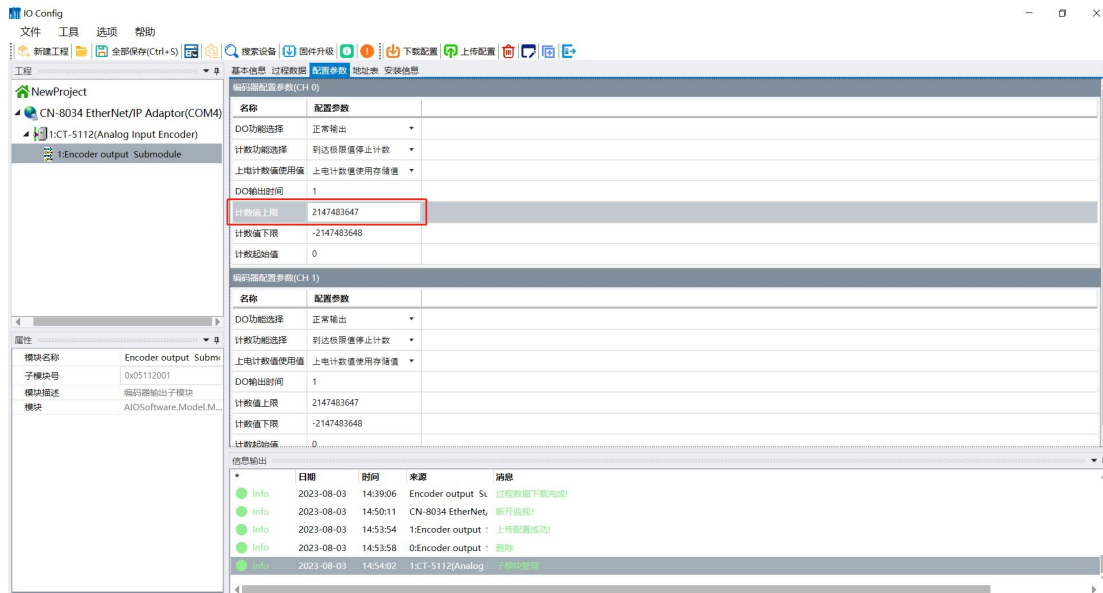 IO Config
文件 工具 选项 帮助
新建工程 全部保存(Ctrl+S) 搜索设备 固件升级 下载配置 上传配置
工程
基本信息 过程数据 配置参数 地址表 安装信息
NewProject
CN-8034 EtherNet/IP Adaptor(COM4)
1:CT-5112(Analog Input Encoder)
1:Encoder output Submodule
编码器配置参数(CH 0)
名称 配置参数
DO功能选择 正常输出
计数功能选择 到达极限值停止计数
上电计数值使用值 上电计数值使用存储值
DO输出时间 1
计数值上限 2147483647
计数值下限 -2147483648
计数起始值 0
编码器配置参数(CH 1)
名称 配置参数
DO功能选择 正常输出
计数功能选择 到达极限值停止计数
上电计数值使用值 上电计数值使用存储值
DO输出时间 1
计数值上限 2147483647
计数值下限 -2147483648
计数起始值 0
属性
模块名称 Encoder output Subm
子模块号 0x05112001
模块描述 编码器输出子模块
模块 AIOSoftware.Model.M...
信息输出
* 日期 时间 来源 消息
Info 2023-08-03 14:39:06 Encoder output Su 过程数据下载完成!
Info 2023-08-03 14:50:11 CN-8034 EtherNet/ 断开监视!
Info 2023-08-03 14:53:54 1:Encoder output 上传配置成功!
Info 2023-08-03 14:53:58 0:Encoder output 删除
Info 2023-08-03 14:54:02 1:CT-5112(Analog 子模块管理